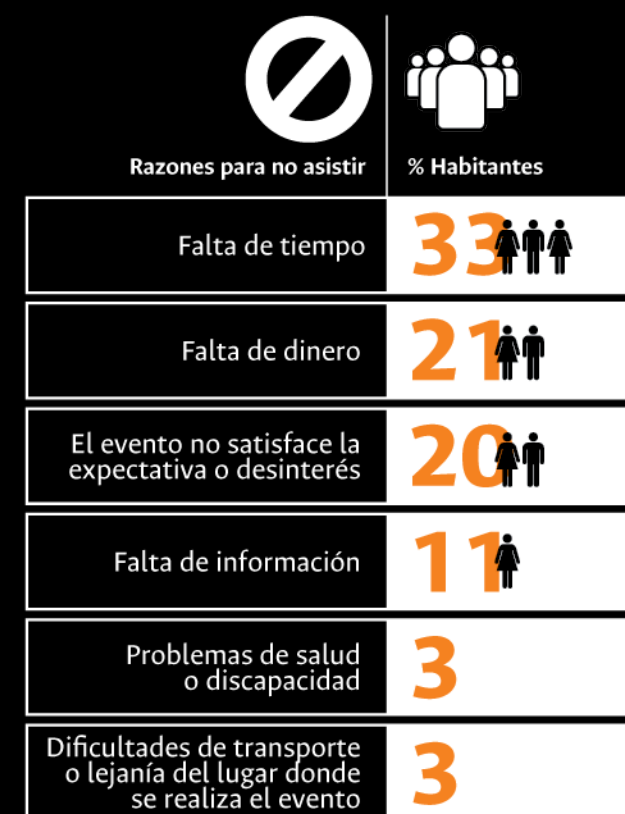 Razones para no asistir
% Habitantes
Falta de tiempo
33
Falta de dinero
21
El evento no satisface la
expectativa o desinterés
20
Falta de información
11
Problemas de salud
o discapacidad
3
Dificultades de transporte
o lejanía del lugar donde
se realiza el evento
3